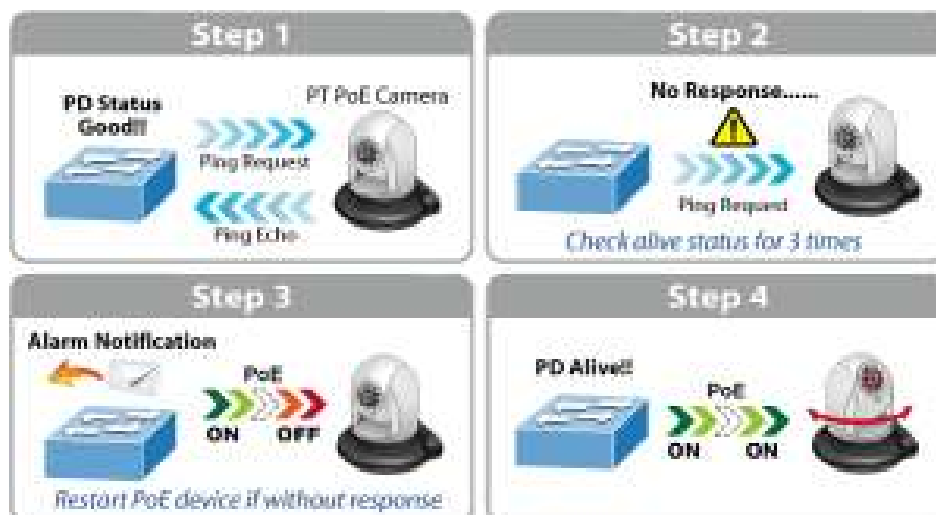 Step 1
PD Status
Good!!
PT PoE Camera
Ping Request
Ping Echo
Step 2
No Response......
Ping Request
Check alive status for 3 times
Step 3
Alarm Notification
PoE
ON OFF
Restart PoE device if without response
Step 4
PD Alive!!
PoE
ON ON